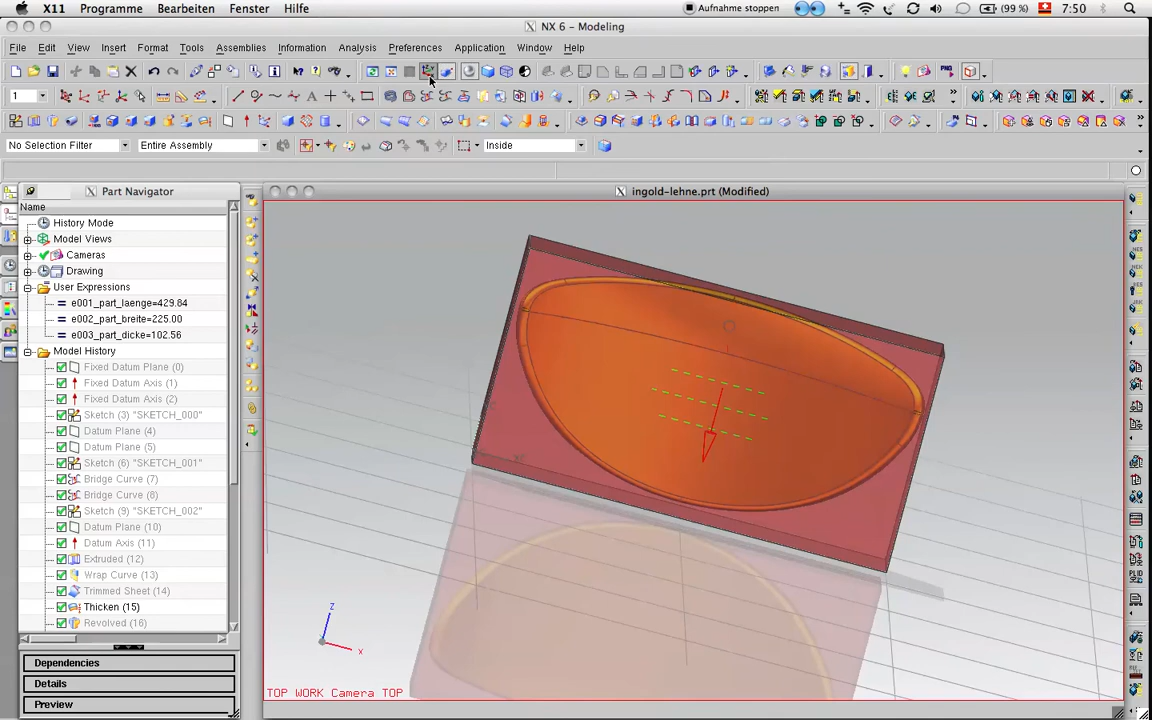 X11 Programme Bearbeiten Fenster Hilfe Aufnahme stoppen (99 %) 7:50
NX 6 - Modeling
File Edit View Insert Format Tools Assemblies Information Analysis Preferences Application Window Help
1
No Selection Filter Entire Assembly Inside
Part Navigator
ingold-lehne.prt (Modified)
Name
History Mode
Model Views
Cameras
Drawing
User Expressions
e001_part_laenge=429.84
e002_part_breite=225.00
e003_part_dicke=102.56
Model History
Fixed Datum Plane (0)
Fixed Datum Axis (1)
Fixed Datum Axis (2)
Sketch (3) "SKETCH_000"
Datum Plane (4)
Datum Plane (5)
Sketch (6) "SKETCH_001"
Bridge Curve (7)
Bridge Curve (8)
Sketch (9) "SKETCH_002"
Datum Plane (10)
Datum Axis (11)
Extruded (12)
Wrap Curve (13)
Trimmed Sheet (14)
Thicken (15)
Revolved (16)
Dependencies
Details
Preview
z
x
TOP WORK Camera TOP